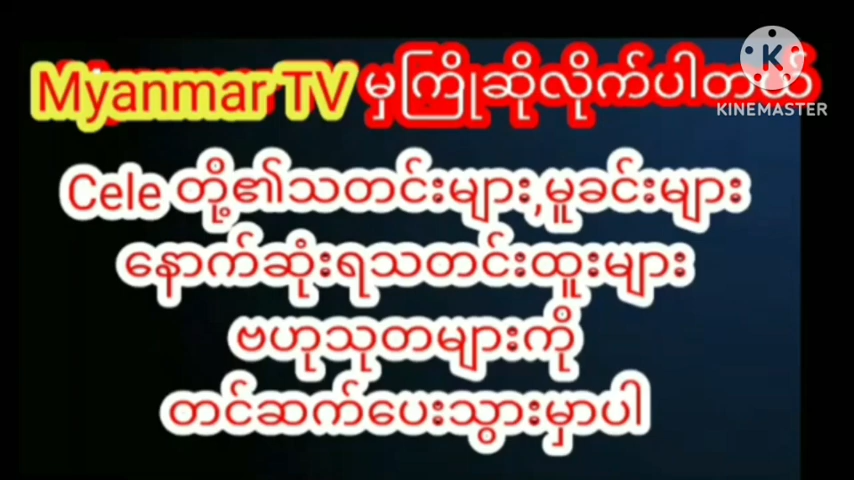 Myanmar TV မှကြိုဆိုလိုက်ပါတယ်
KINEMASTER
Cele တို့၏သတင်းများ,မူခင်းများ
နောက်ဆုံးရသတင်းထူးများ
ဗဟုသုတများကို
တင်ဆက်ပေးသွားမှာပါ